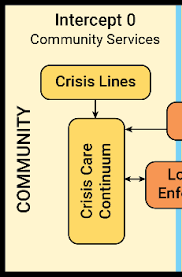 Intercept 0
Community Services
Crisis Lines
COMMUNITY
Crisis Care
Continuum